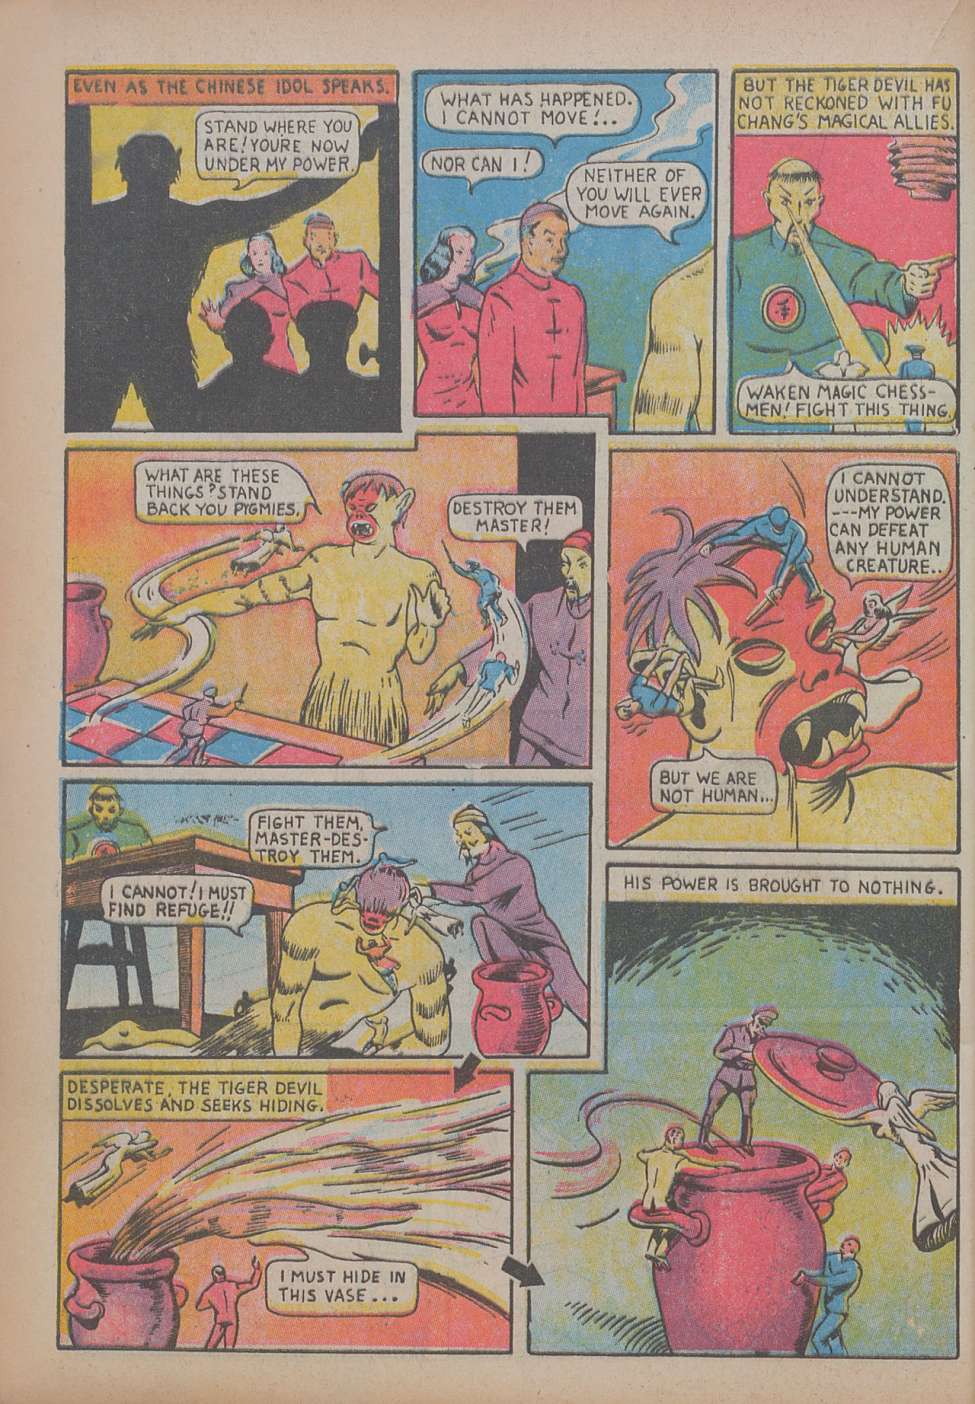 EVEN AS THE CHINESE IDOL SPEAKS.
STAND WHERE YOU
ARE! YOU'RE NOW
UNDER MY POWER.
WHAT HAS HAPPENED.
I CANNOT MOVE!..
NOR CAN I!
NEITHER OF
YOU WILL EVER
MOVE AGAIN.
BUT THE TIGER DEVIL HAS
NOT RECKONED WITH FU
CHANG'S MAGICAL ALLIES.
WAKEN MAGIC CHESS-
MEN! FIGHT THIS THING.
WHAT ARE THESE
THINGS? STAND
BACK YOU PYGMIES.
DESTROY THEM
MASTER!
I CANNOT
UNDERSTAND.
---MY POWER
CAN DEFEAT
ANY HUMAN
CREATURE..
BUT WE ARE
NOT HUMAN...
FIGHT THEM,
MASTER-DES-
TROY THEM.
I CANNOT! I MUST
FIND REFUGE!!
DESPERATE, THE TIGER DEVIL
DISSOLVES AND SEEKS HIDING.
I MUST HIDE IN
THIS VASE...
HIS POWER IS BROUGHT TO NOTHING.